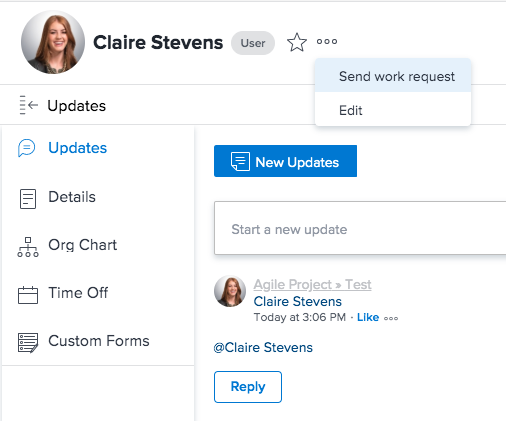 Claire Stevens User
Send work request
Edit
Updates
Updates
Details
Org Chart
Time Off
Custom Forms
New Updates
Start a new update
Agile Project » Test
Claire Stevens
Today at 3:06 PM · Like
@Claire Stevens
Reply